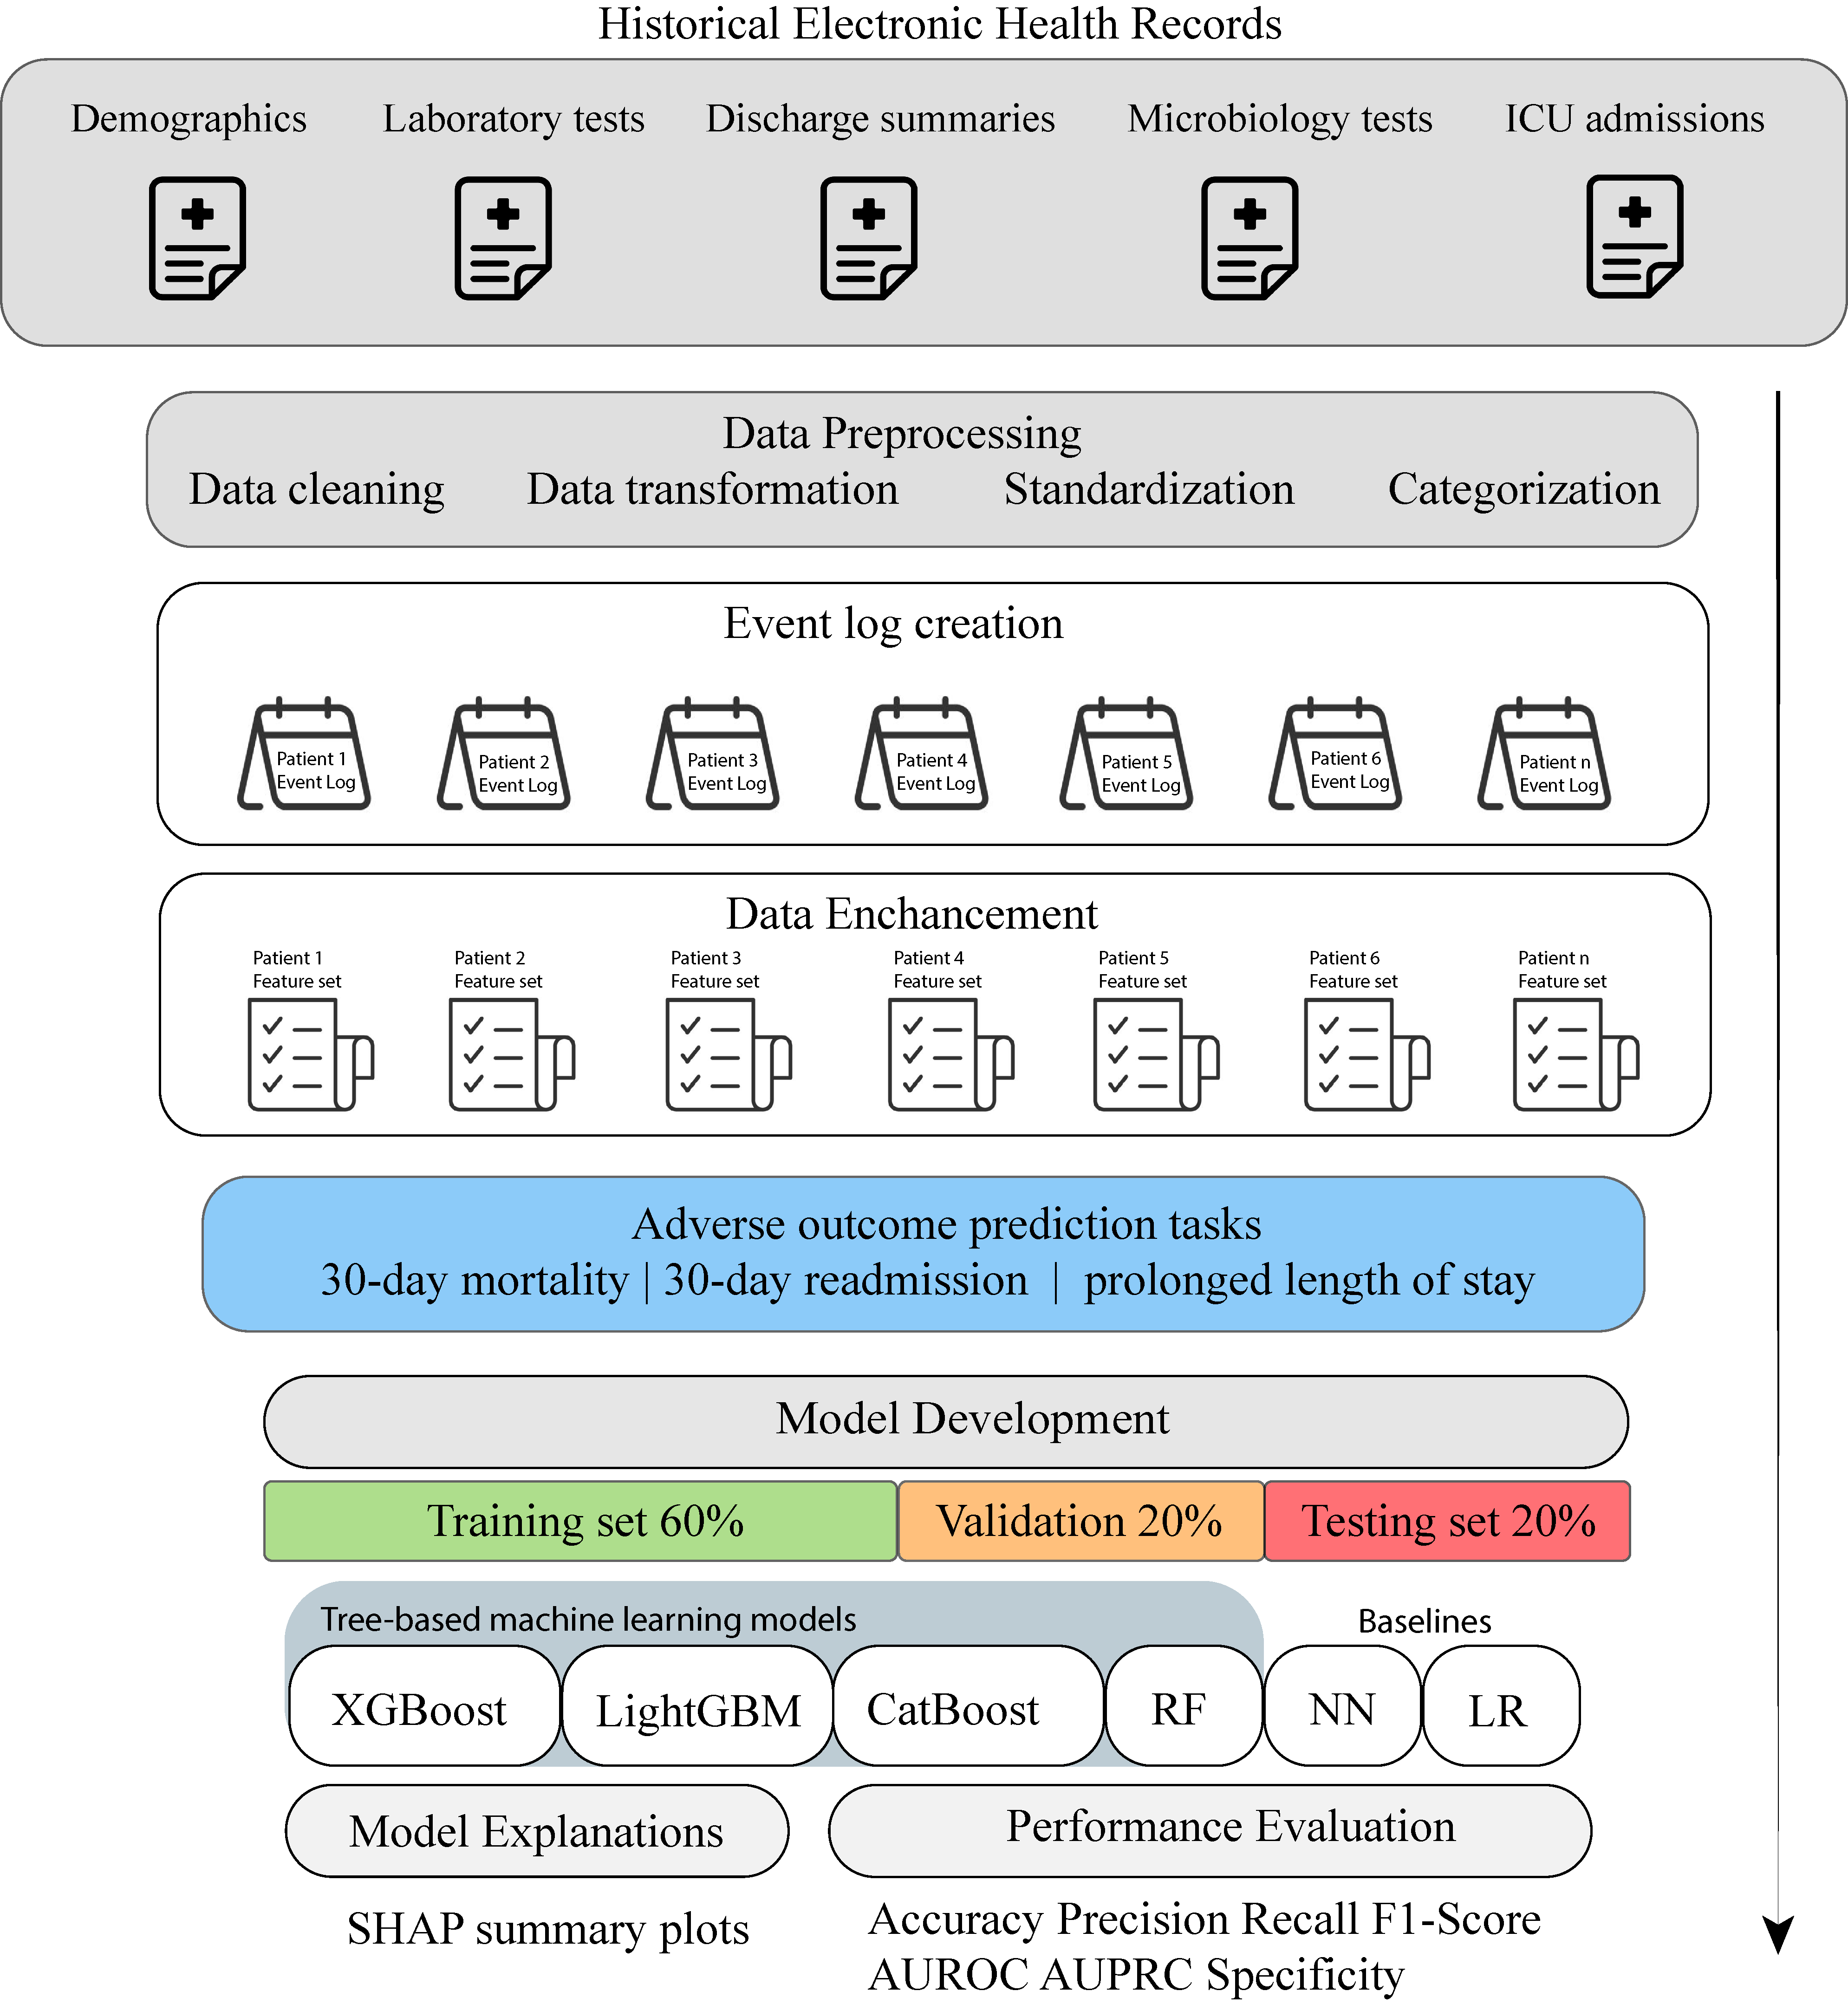 Historical Electronic Health Records
Demographics Laboratory tests Discharge summaries Microbiology tests ICU admissions
Data Preprocessing
Data cleaning Data transformation Standardization Categorization
Event log creation
Patient 1 Patient 2 Patient 3 Patient 4 Patient 5 Patient 6 Patient n
Event Log Event Log Event Log Event Log Event Log Event Log Event Log
Data Enchancement
Patient 1 Patient 2 Patient 3 Patient 4 Patient 5 Patient 6 Patient n
Feature set Feature set Feature set Feature set Feature set Feature set Feature set
Adverse outcome prediction tasks
30-day mortality | 30-day readmission | prolonged length of stay
Model Development
Training set 60% Validation 20% Testing set 20%
Tree-based machine learning models Baselines
XGBoost LightGBM CatBoost RF NN LR
Model Explanations Performance Evaluation
SHAP summary plots
Accuracy Precision Recall F1-Score
AUROC AUPRC Specificity